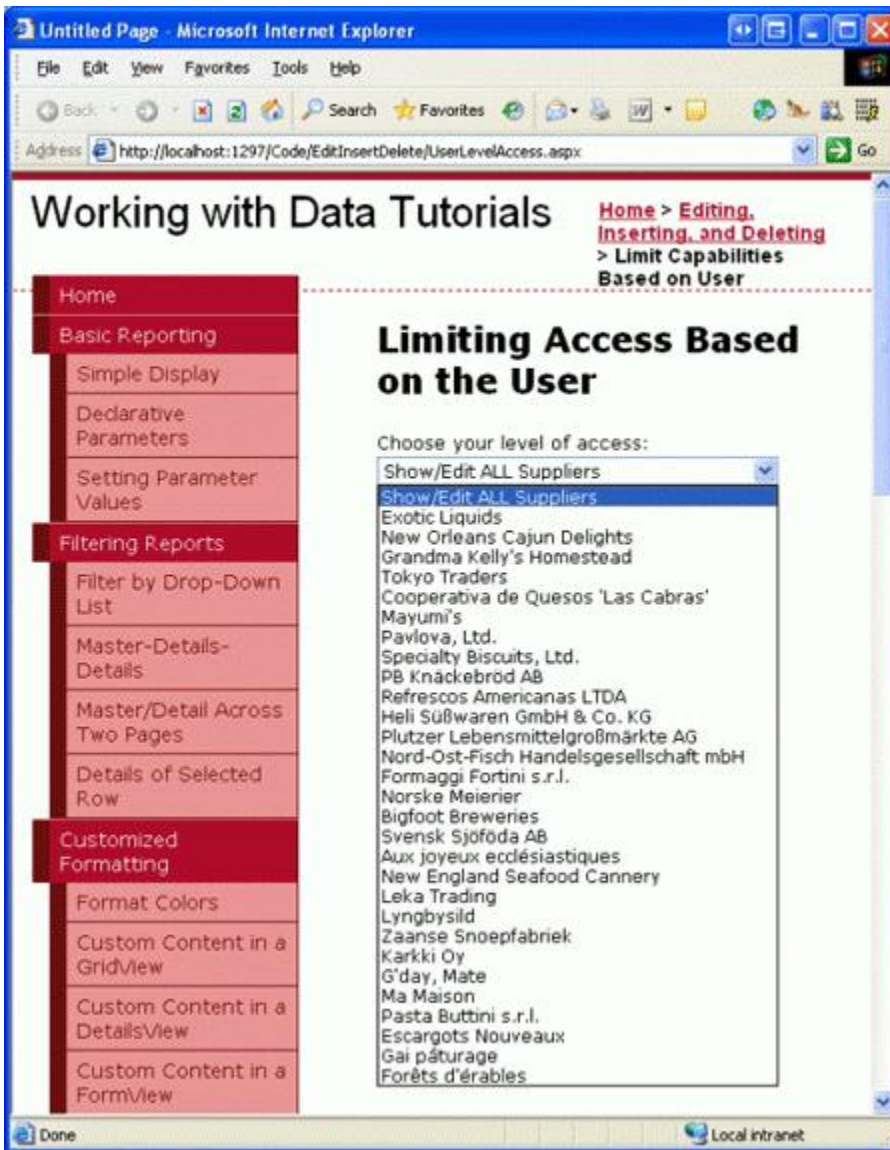 Untitled Page - Microsoft Internet Explorer
File Edit View Favorites Tools Help
Back Search Favorites
Address http://localhost:1297/Code/EditInsertDelete/UserLevelAccess.aspx Go
Working with Data Tutorials
Home > Editing,
Inserting, and Deleting
> Limit Capabilities
Based on User
Home
Basic Reporting
Simple Display
Declarative
Parameters
Setting Parameter
Values
Filtering Reports
Filter by Drop-Down
List
Master-Details-
Details
Master/Detail Across
Two Pages
Details of Selected
Row
Customized
Formatting
Format Colors
Custom Content in a
GridView
Custom Content in a
DetailsView
Custom Content in a
FormView
Limiting Access Based
on the User
Choose your level of access:
Show/Edit ALL Suppliers
Show/Edit ALL Suppliers
Exotic Liquids
New Orleans Cajun Delights
Grandma Kelly's Homestead
Tokyo Traders
Cooperativa de Quesos 'Las Cabras'
Mayumi's
Pavlova, Ltd.
Specialty Biscuits, Ltd.
PB Knäckebröd AB
Refrescos Americanas LTDA
Heli Süßwaren GmbH & Co. KG
Plutzer Lebensmittelgroßmärkte AG
Nord-Ost-Fisch Handelsgesellschaft mbH
Formaggi Fortini s.r.l.
Norske Meierier
Bigfoot Breweries
Svensk Sjöföda AB
Aux joyeux ecclésiastiques
New England Seafood Cannery
Leka Trading
Lyngbysild
Zaanse Snoepfabriek
Karkki Oy
G'day, Mate
Ma Maison
Pasta Buttini s.r.l.
Escargots Nouveaux
Gai pâturage
Forêts d'érables
Done Local intranet